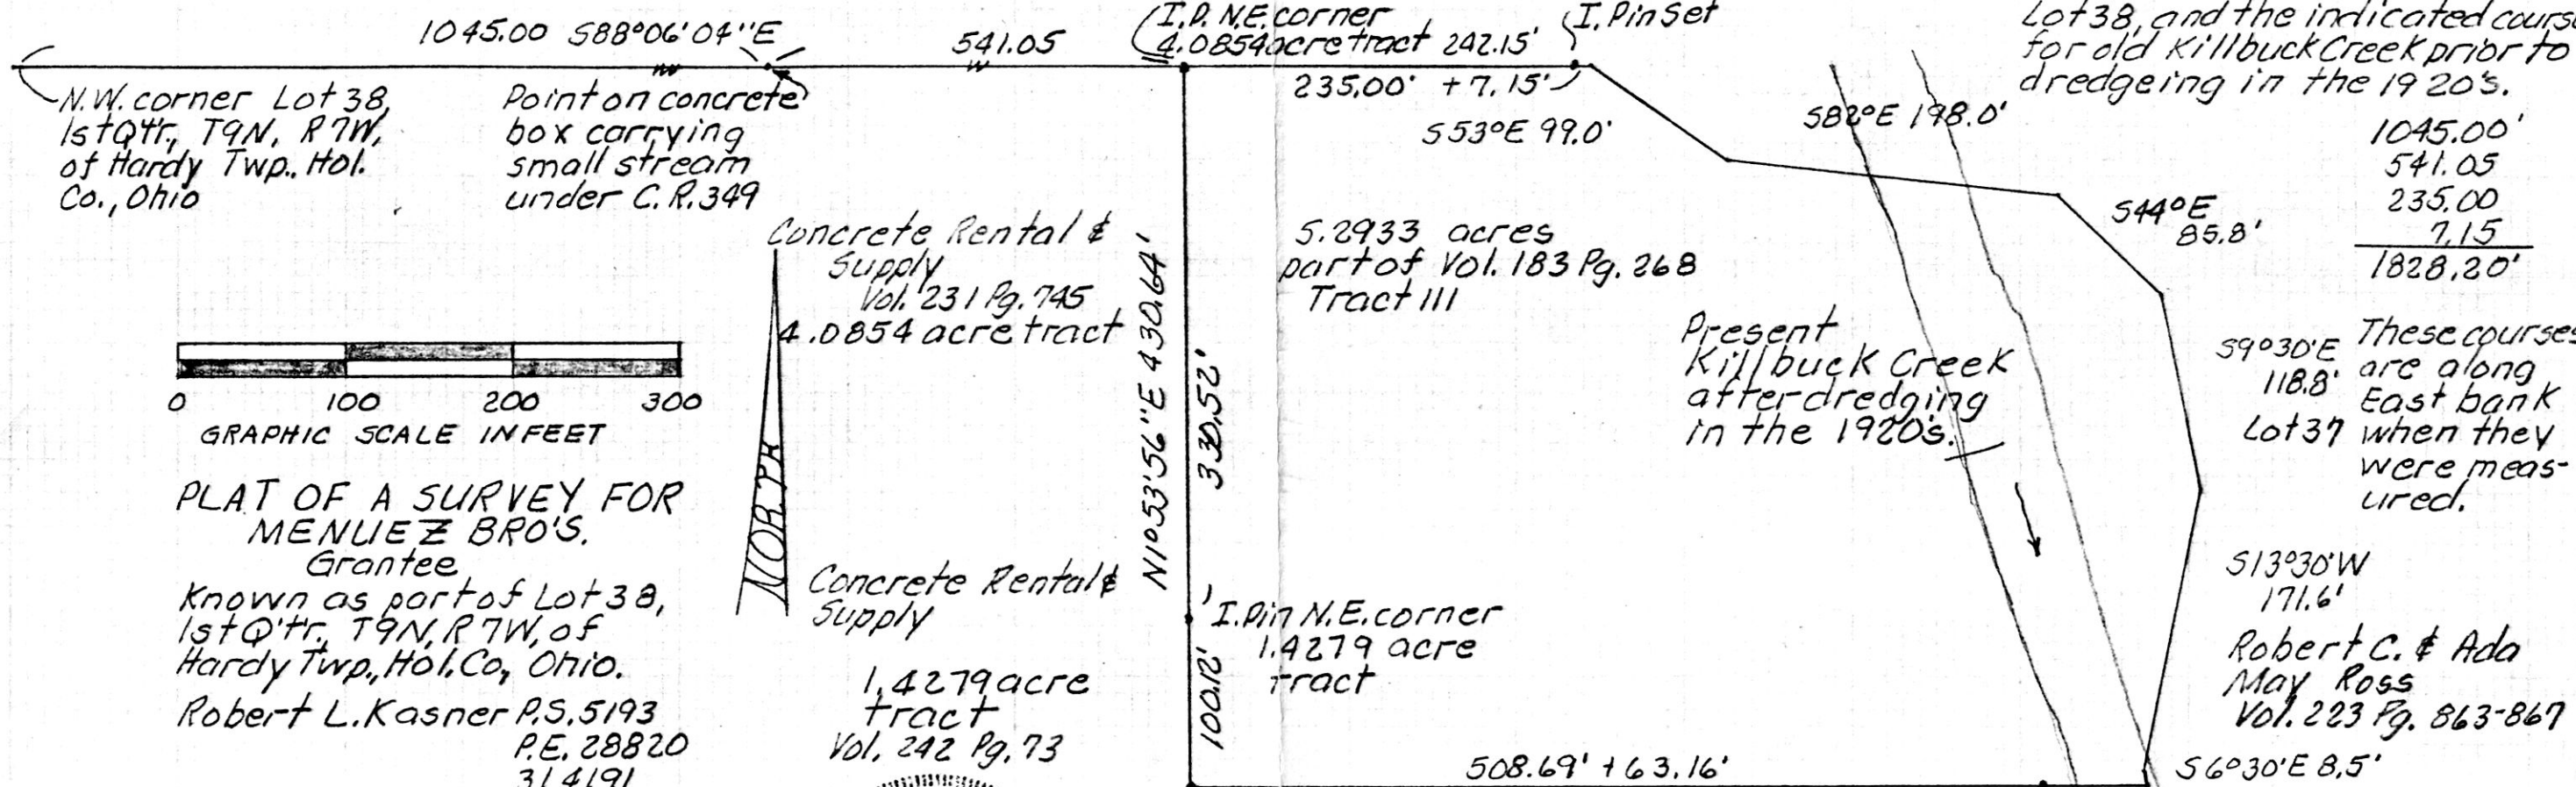 1045.00 S88°06'04"E
541.05
I.P. N.E. corner
4.0854 acre tract 242.15'
I. Pin Set
235.00' + 7.15'
Lot 38, and the indicated course
for old Killbuck Creek prior to
dredgeing in the 1920's.
N.W. corner Lot 38,
1st Q'tr., T9N, R7W,
of Hardy Twp., Hol.
Co., Ohio
Point on concrete
box carrying
small stream
under C.R. 349
S53°E 99.0'
S82°E 198.0'
S44°E
85.8'
1045.00'
541.05
235.00
7.15
1828.20'
Concrete Rental &
Supply
Vol. 231 Pg. 745
4.0854 acre tract
N1°53'56"E 430.64'
330.52'
100.12'
5.2933 acres
part of Vol. 183 Pg. 268
Tract III
Present
Killbuck Creek
after dredging
in the 1920's.
S9°30'E
118.8'
Lot 37
These courses
are along
East bank
when they
were meas-
ured.
0 100 200 300
GRAPHIC SCALE IN FEET
PLAT OF A SURVEY FOR
MENUEZ BRO'S.
Grantee
Known as part of Lot 38,
1st Q'tr., T9N, R7W, of
Hardy Twp., Hol. Co., Ohio.
Robert L. Kasner P.S. 5193
P.E. 28820
3/4/91
NORTH
Concrete Rental &
Supply
1.4279 acre
tract
Vol. 242 Pg. 73
I. Pin N.E. corner
1.4279 acre
tract
S13°30'W
171.6'
Robert C. & Ada
May Ross
Vol. 223 Pg. 863-867
508.69' + 63.16'
S6°30'E 8.5'